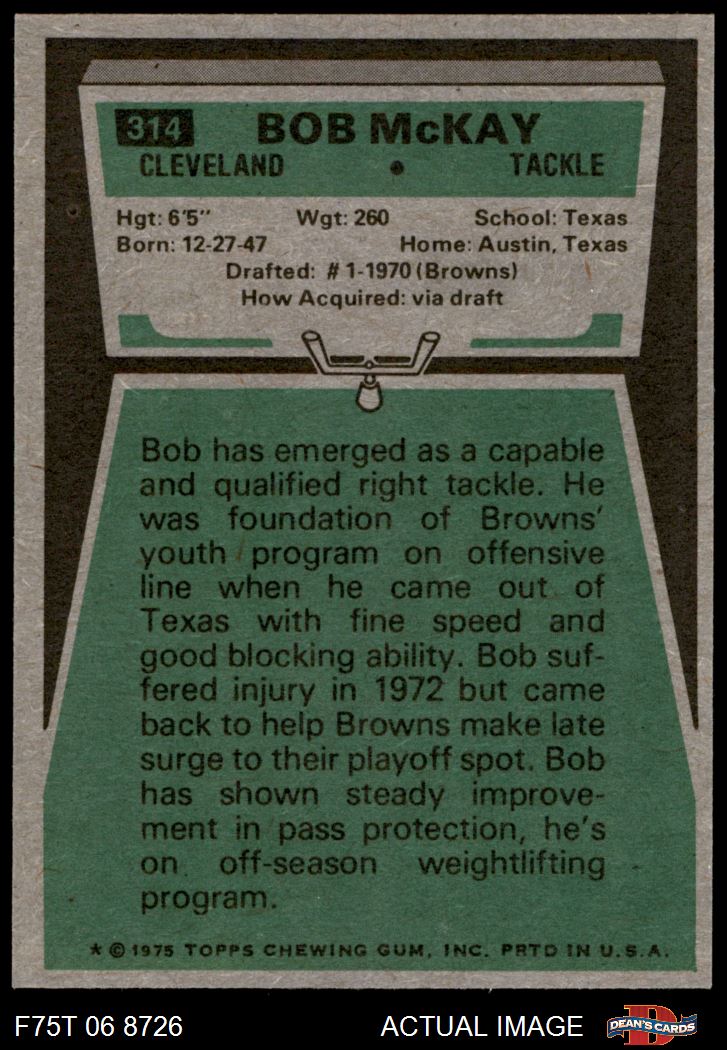 314 BOB McKAY
CLEVELAND • TACKLE
Hgt: 6'5" Wgt: 260 School: Texas
Born: 12-27-47 Home: Austin, Texas
Drafted: #1-1970 (Browns)
How Acquired: via draft
Bob has emerged as a capable
and qualified right tackle. He
was foundation of Browns'
youth program on offensive
line when he came out of
Texas with fine speed and
good blocking ability. Bob suf-
fered injury in 1972 but came
back to help Browns make late
surge to their playoff spot. Bob
has shown steady improve-
ment in pass protection, he's
on off-season weightlifting
program.
* © 1975 TOPPS CHEWING GUM, INC. PRTD IN U.S.A.
F75T 06 8726 ACTUAL IMAGE D DEAN'S CARDS